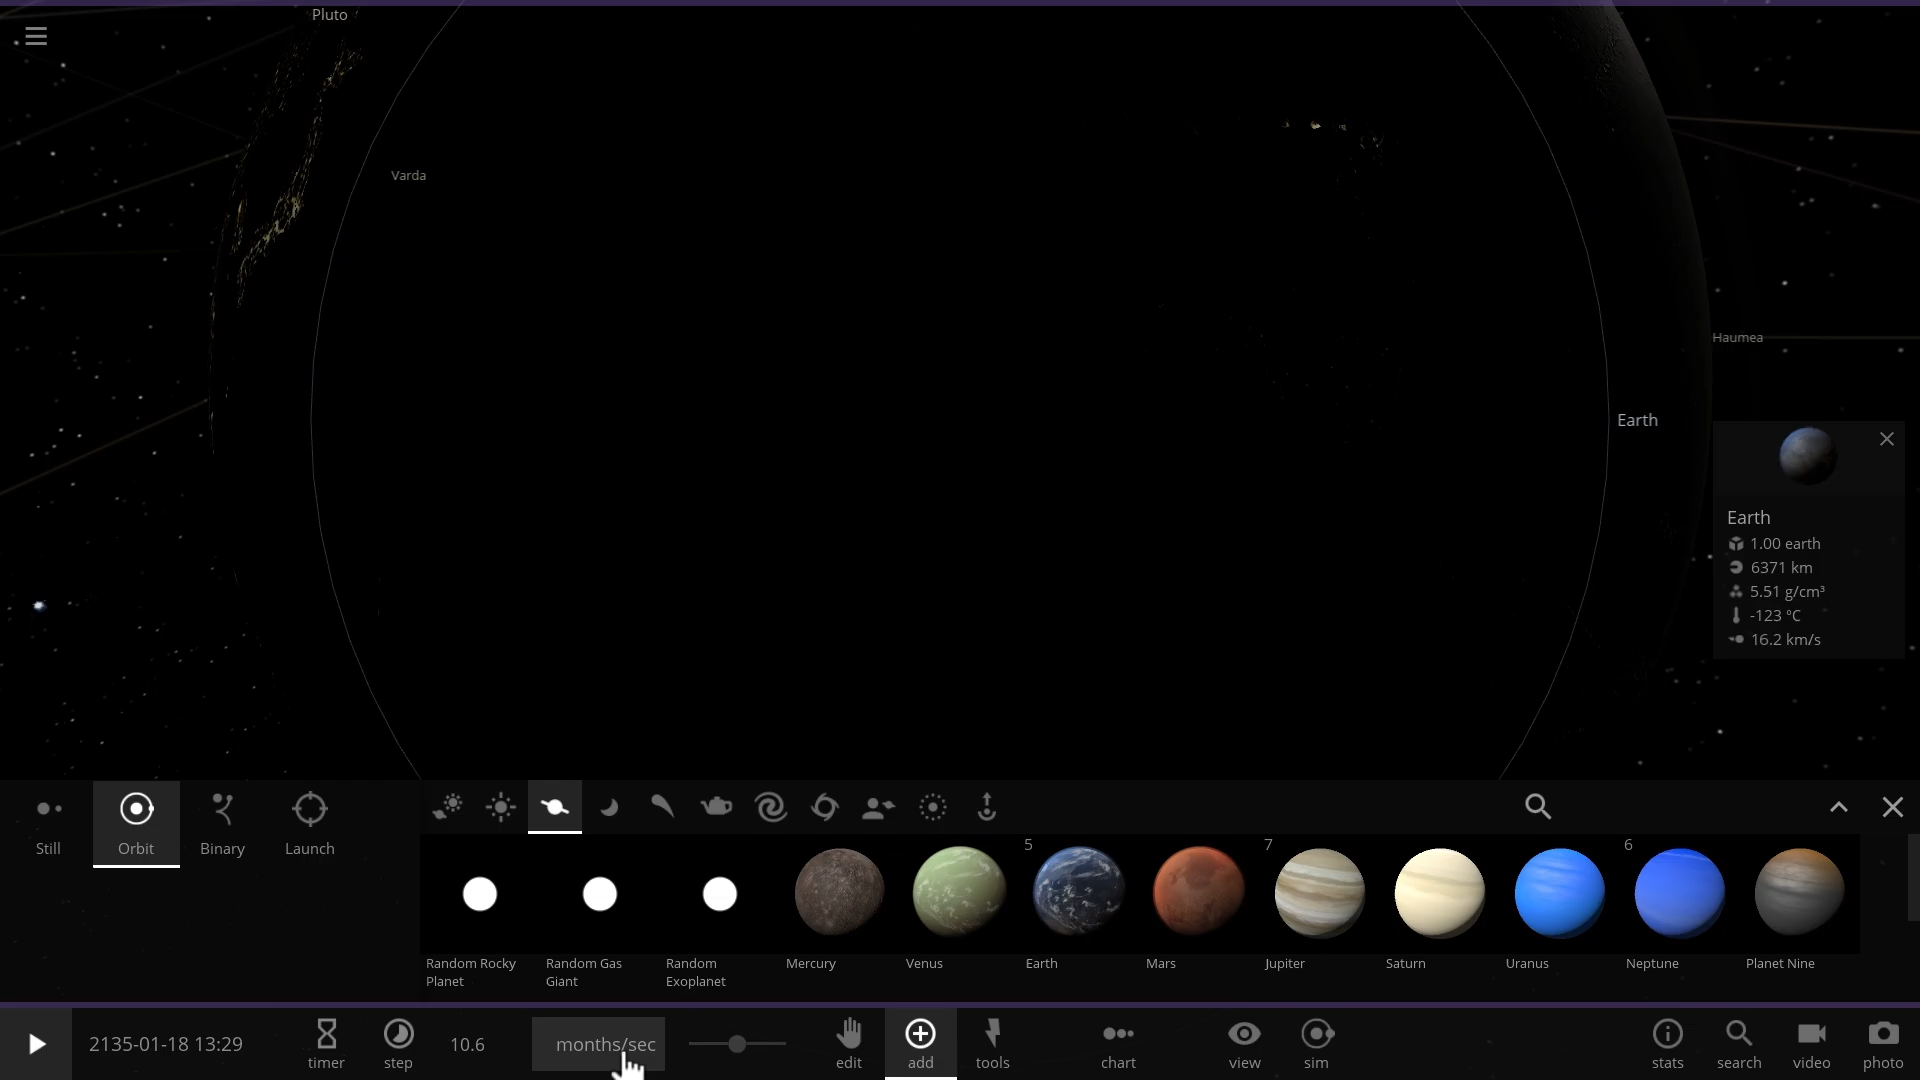 Pluto
Varda
Haumea
Earth
Earth
1.00 earth
6371 km
5.51 g/cm³
-123 °C
16.2 km/s
Still
Orbit
Binary
Launch
5
7
6
Random Rocky
Planet
Random Gas
Giant
Random
Exoplanet
Mercury
Venus
Earth
Mars
Jupiter
Saturn
Uranus
Neptune
Planet Nine
2135-01-18 13:29
timer
step
10.6
months/sec
edit
add
tools
chart
view
sim
stats
search
video
photo